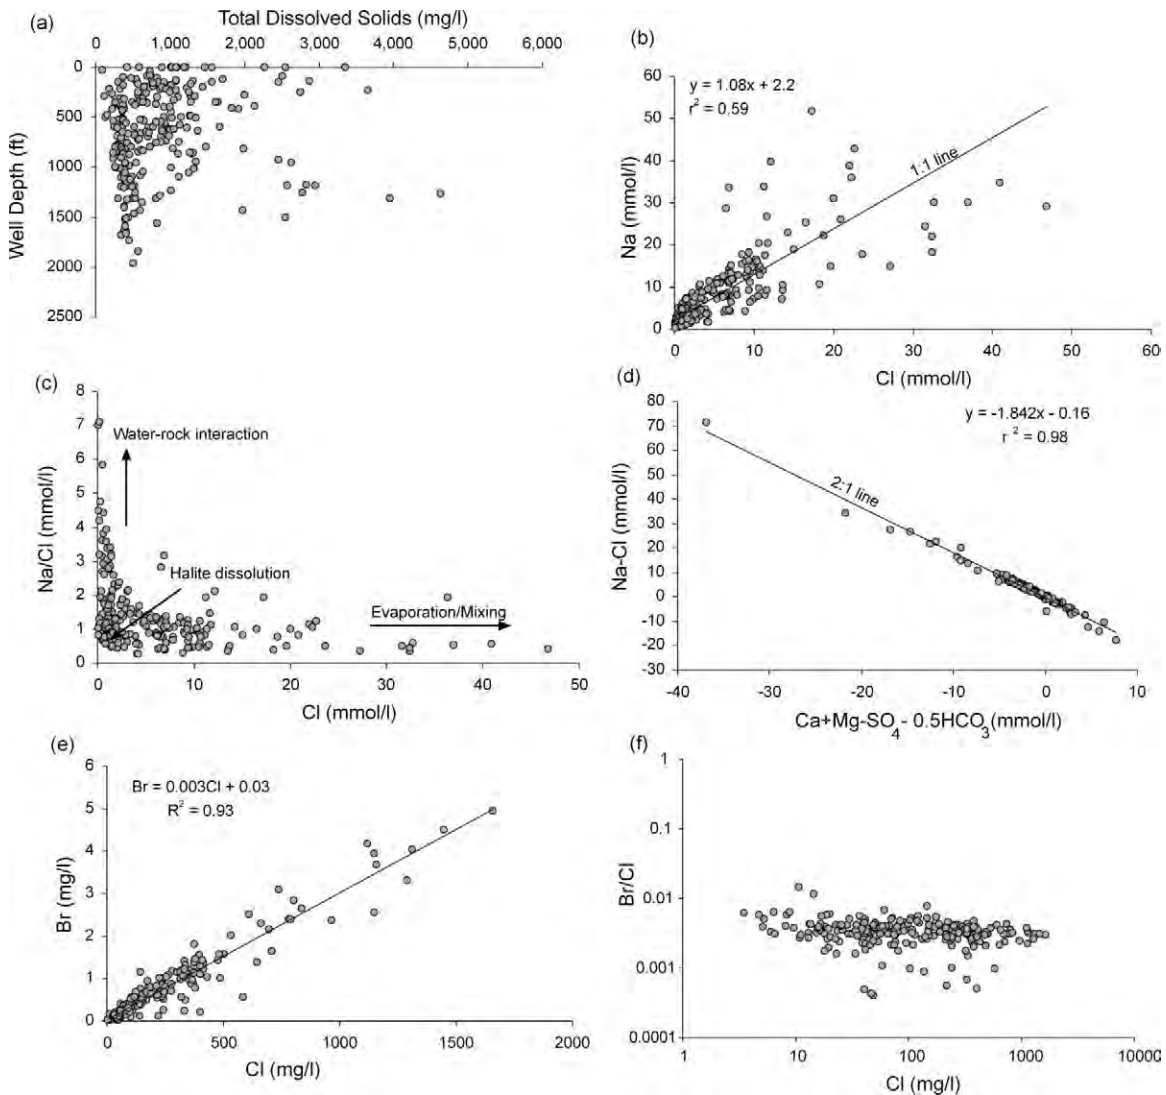 (a)
Total Dissolved Solids (mg/l)
0 1,000 2,000 3,000 4,000 5,000 6,000
0
500
1000
1500
2000
2500
Well Depth (ft)
(b)
y = 1.08x + 2.2
r² = 0.59
1:1 line
60
50
40
30
20
10
0
Na (mmol/l)
0 10 20 30 40 50 60
Cl (mmol/l)
(c)
8
7
6
5
4
3
2
1
0
Na/Cl (mmol/l)
Water-rock interaction
Halite dissolution
Evaporation/Mixing
0 10 20 30 40 50
Cl (mmol/l)
(d)
y = -1.842x - 0.16
r² = 0.98
2:1 line
80
70
60
50
40
30
20
10
0
-10
-20
-30
Na-Cl (mmol/l)
-40 -30 -20 -10 0 10
Ca+Mg-SO₄ - 0.5HCO₃(mmol/l)
(e)
Br = 0.003Cl + 0.03
R² = 0.93
6
5
4
3
2
1
0
Br (mg/l)
0 500 1000 1500 2000
Cl (mg/l)
(f)
1
0.1
0.01
0.001
0.0001
Br/Cl
1 10 100 1000 10000
Cl (mg/l)